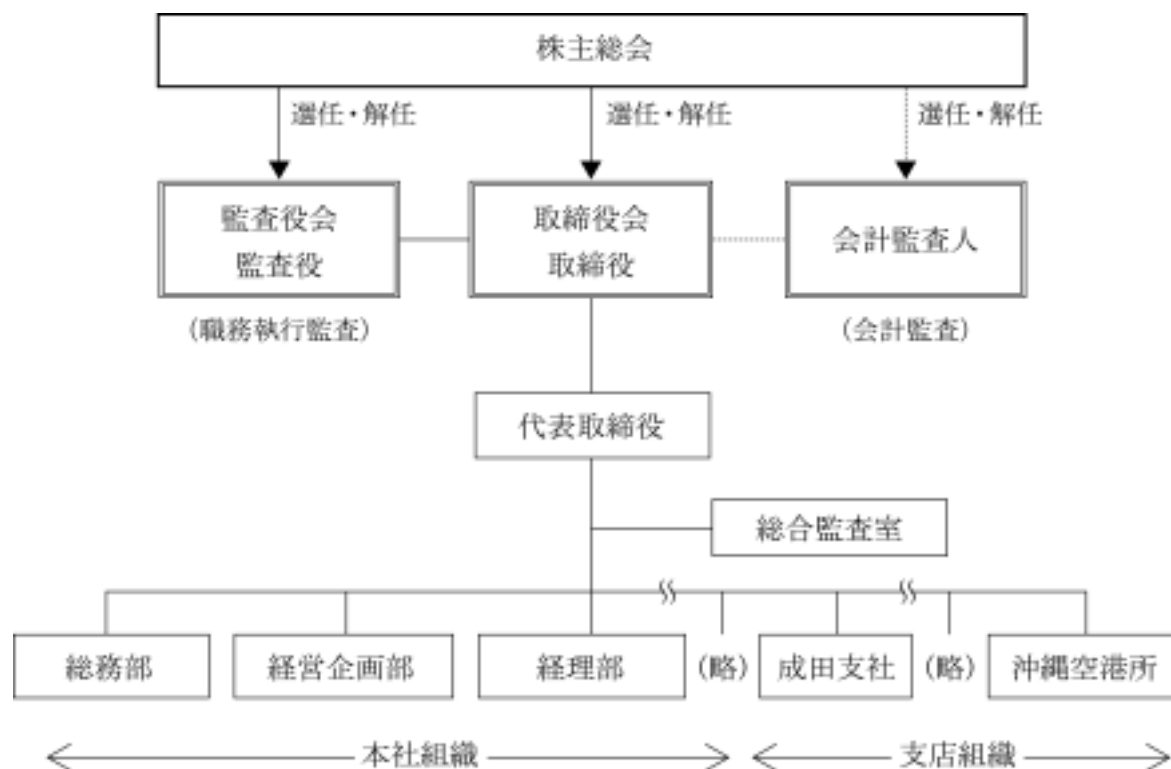 株主総会
選任・解任
選任・解任
選任・解任
監査役会
監査役
取締役会
取締役
会計監査人
(職務執行監査)
(会計監査)
代表取締役
総合監査室
総務部
経営企画部
経理部
(略)
成田支社
(略)
沖縄空港所
本社組織
支店組織